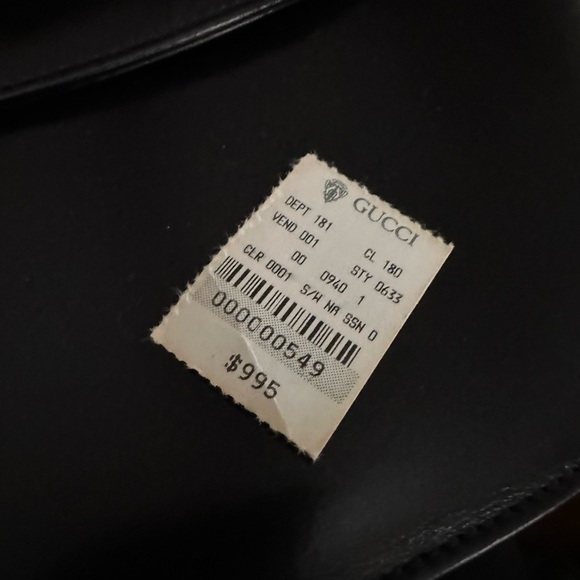 GUCCI
DEPT 181 CL 180
VEND 001 STY 0633
00 0940 1
CLR 0001 S/W NA SSN 0
000000549
$995